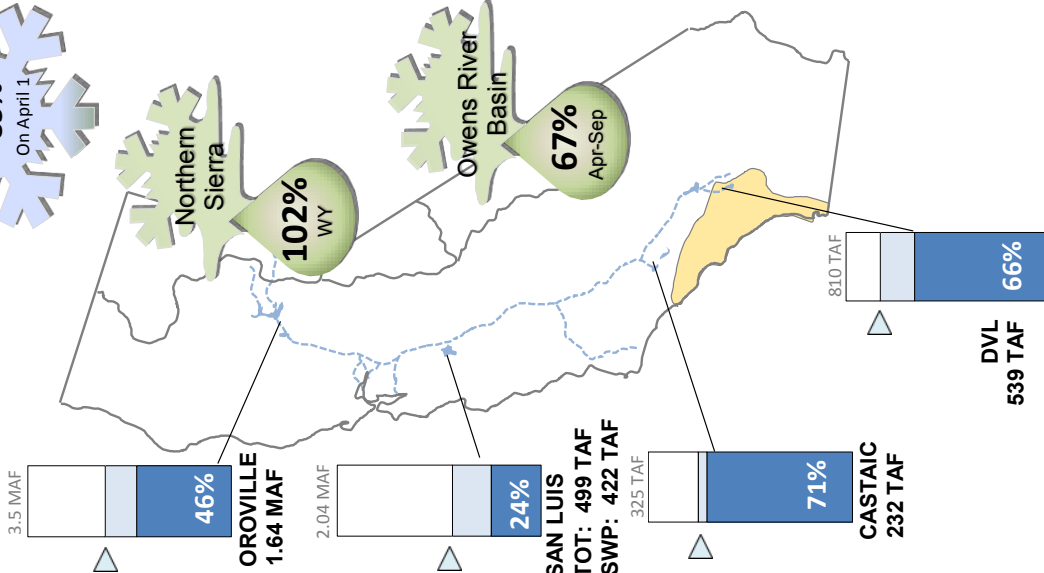 On April 1
Northern
Sierra
102%
WY
Owens River
Basin
67%
Apr-Sep
3.5 MAF
46%
OROVILLE
1.64 MAF
2.04 MAF
24%
SAN LUIS
TOT: 499 TAF
SWP: 422 TAF
325 TAF
71%
CASTAIC
232 TAF
810 TAF
66%
DVL
539 TAF